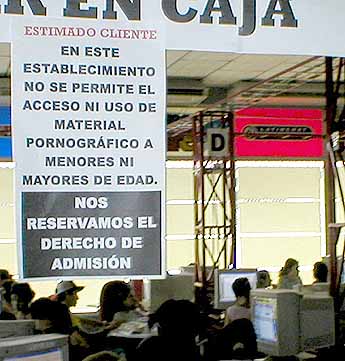 ER EN CAJA
ESTIMADO CLIENTE
EN ESTE
ESTABLECIMIENTO
NO SE PERMITE EL
ACCESO NI USO DE
MATERIAL
PORNOGRÁFICO A
MENORES NI
MAYORES DE EDAD.
NOS
RESERVAMOS EL
DERECHO DE
ADMISIÓN
D